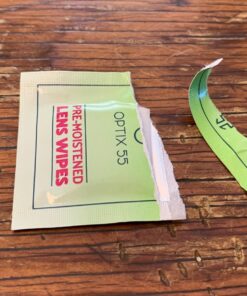 OPTIX 55
PRE-MOISTENED
LENS WIPES